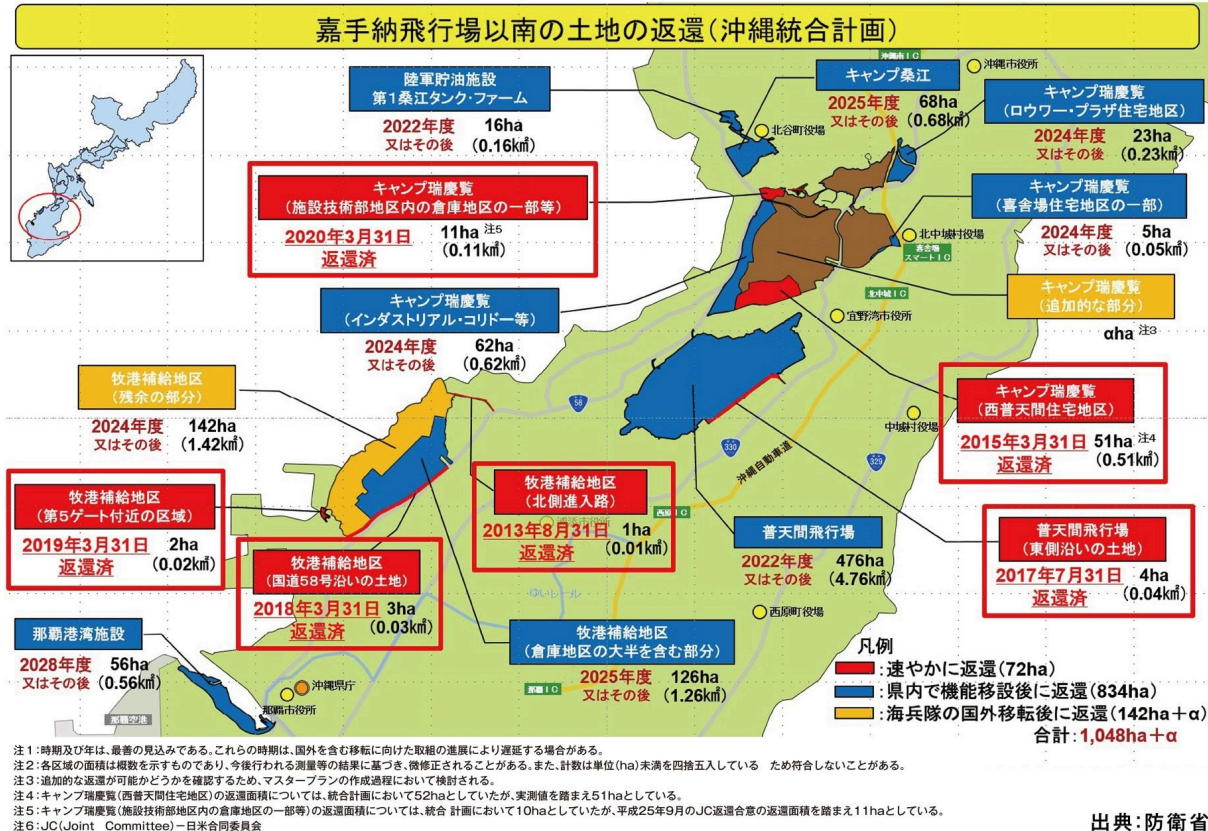 嘉手納飛行場以南の土地の返還(沖縄統合計画)
陸軍貯油施設
第1桑江タンク・ファーム
2022年度
又はその後
16ha
(0.16k㎡)
キャンプ桑江
2025年度
又はその後
68ha
(0.68k㎡)
沖縄市役所
キャンプ瑞慶覧
(ロウワー・プラザ住宅地区)
2024年度
又はその後
23ha
(0.23k㎡)
北谷町役場
キャンプ瑞慶覧
(施設技術部地区内の倉庫地区の一部等)
2020年3月31日
返還済
11ha 注5
(0.11k㎡)
キャンプ瑞慶覧
(喜舎場住宅地区の一部)
2024年度
又はその後
5ha
(0.05k㎡)
北中城村役場
喜舎場
スマートIC
北中城IC
キャンプ瑞慶覧
(追加的な部分)
αha 注3
キャンプ瑞慶覧
(インダストリアル・コリドー等)
2024年度
又はその後
62ha
(0.62k㎡)
宜野湾市役所
牧港補給地区
(残余の部分)
2024年度
又はその後
142ha
(1.42k㎡)
58
330
329
沖縄自動車道
中城村役場
キャンプ瑞慶覧
(西普天間住宅地区)
2015年3月31日
返還済
51ha 注4
(0.51k㎡)
牧港補給地区
(第5ゲート付近の区域)
2019年3月31日
返還済
2ha
(0.02k㎡)
牧港補給地区
(北側進入路)
2013年8月31日
返還済
1ha
(0.01k㎡)
西原IC
牧港補給地区
(国道58号沿いの土地)
2018年3月31日
返還済
3ha
(0.03k㎡)
普天間飛行場
2022年度
又はその後
476ha
(4.76k㎡)
普天間飛行場
(東側沿いの土地)
2017年7月31日
返還済
4ha
(0.04k㎡)
ゆいレール
西原町役場
那覇港湾施設
2028年度
又はその後
56ha
(0.56k㎡)
牧港補給地区
(倉庫地区の大半を含む部分)
2025年度
又はその後
126ha
(1.26k㎡)
沖縄県庁
那覇市役所
那覇IC
那覇空港
凡例
:速やかに返還(72ha)
:県内で機能移設後に返還(834ha)
:海兵隊の国外移転後に返還(142ha+α)
合計:1,048ha+α
注1:時期及び年は、最善の見込みである。これらの時期は、国外を含む移転に向けた取組の進展により遅延する場合がある。
注2:各区域の面積は概数を示すものであり、今後行われる測量等の結果に基づき、微修正されることがある。また、計数は単位(ha)未満を四捨五入している ため符合しないことがある。
注3:追加的な返還が可能かどうかを確認するため、マスタープランの作成過程において検討される。
注4:キャンプ瑞慶覧(西普天間住宅地区)の返還面積については、統合計画において52haとしていたが、実測値を踏まえ51haとしている。
注5:キャンプ瑞慶覧(施設技術部地区内の倉庫地区の一部等)の返還面積については、統合 計画において10haとしていたが、平成25年9月のJC返還合意の返還面積を踏まえ11haとしている。
注6:JC(Joint Committee)-日米合同委員会
出典:防衛省